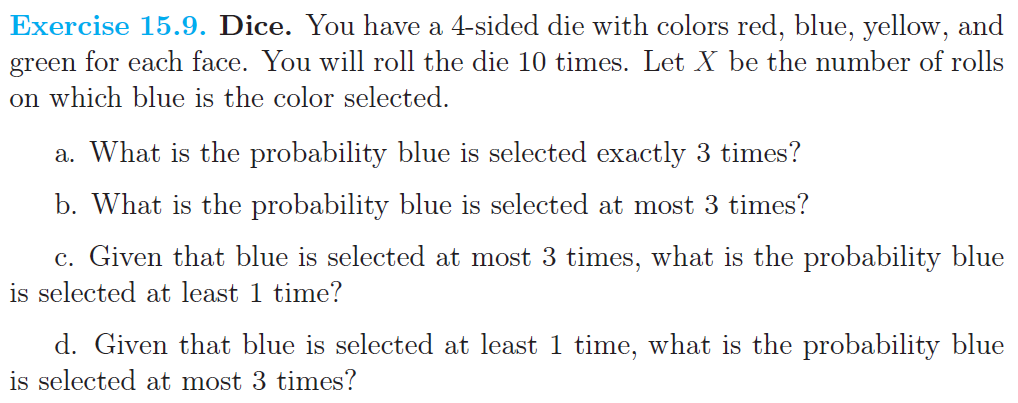 Exercise 15.9. Dice. You have a 4-sided die with colors red, blue, yellow, and
green for each face. You will roll the die 10 times. Let X be the number of rolls
on which blue is the color selected.
a. What is the probability blue is selected exactly 3 times?
b. What is the probability blue is selected at most 3 times?
c. Given that blue is selected at most 3 times, what is the probability blue
is selected at least 1 time?
d. Given that blue is selected at least 1 time, what is the probability blue
is selected at most 3 times?